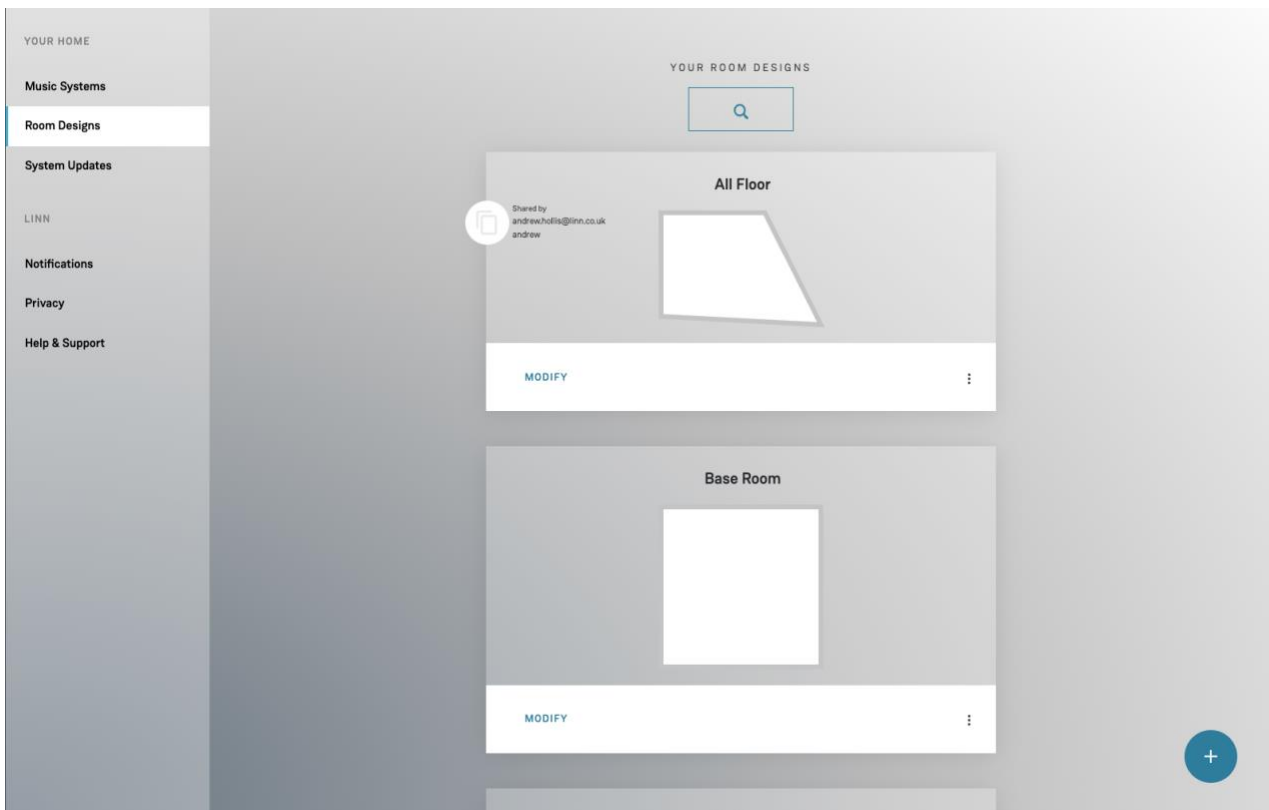 YOUR HOME
Music Systems
Room Designs
System Updates
LINN
Notifications
Privacy
Help & Support
YOUR ROOM DESIGNS
All Floor
Shared by
andrew.hollis@linn.co.uk
andrew
MODIFY
Base Room
MODIFY